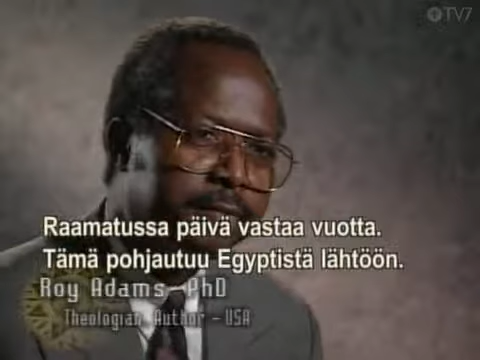 TV7
Raamatussa päivä vastaa vuotta.
Tämä pohjautuu Egyptistä lähtöön.
Roy Adams PhD
Theologian, Author - USA